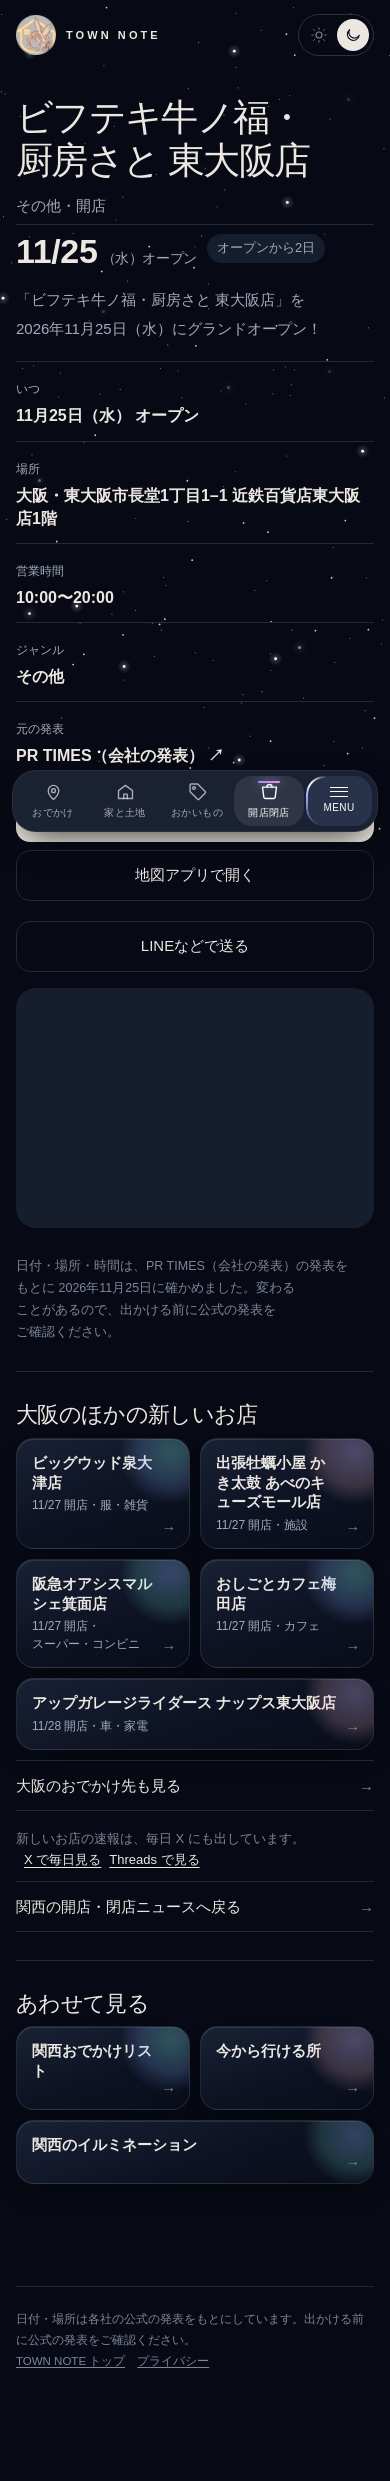 TOWN NOTE
ビフテキ牛ノ福・
厨房さと 東大阪店
その他・開店
11/25 （水）オープン オープンから2日
「ビフテキ牛ノ福・厨房さと 東大阪店」を
2026年11月25日（水）にグランドオープン！
いつ
11月25日（水） オープン
場所
大阪・東大阪市長堂1丁目1−1 近鉄百貨店東大阪
店1階
営業時間
10:00〜20:00
ジャンル
その他
元の発表
PR TIMES（会社の発表） ↗
おでかけ 家と土地 おかいもの 開店閉店 MENU
地図アプリで開く
LINEなどで送る
日付・場所・時間は、PR TIMES（会社の発表）の発表を
もとに 2026年11月25日に確かめました。変わる
ことがあるので、出かける前に公式の発表を
ご確認ください。
大阪のほかの新しいお店
ビッグウッド泉大
津店
11/27 開店・服・雑貨
→
出張牡蠣小屋 か
き太鼓 あべのキ
ューズモール店
11/27 開店・施設
→
阪急オアシスマル
シェ箕面店
11/27 開店・
スーパー・コンビニ
→
おしごとカフェ梅
田店
11/27 開店・カフェ
→
アップガレージライダース ナップス東大阪店
11/28 開店・車・家電
→
大阪のおでかけ先も見る →
新しいお店の速報は、毎日 X にも出しています。
X で毎日見る Threads で見る
関西の開店・閉店ニュースへ戻る →
あわせて見る
関西おでかけリス
ト
→
今から行ける所
→
関西のイルミネーション
→
日付・場所は各社の公式の発表をもとにしています。出かける前
に公式の発表をご確認ください。
TOWN NOTE トップ プライバシー